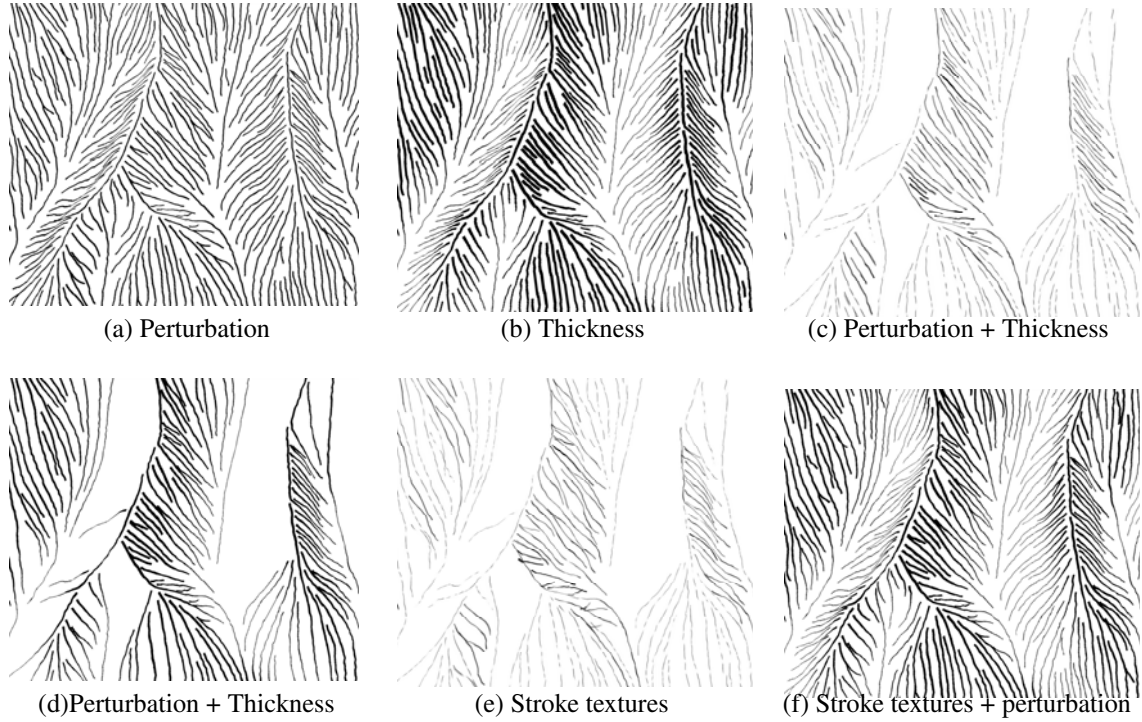 (a) Perturbation
(b) Thickness
(c) Perturbation + Thickness
(d)Perturbation + Thickness
(e) Stroke textures
(f) Stroke textures + perturbation